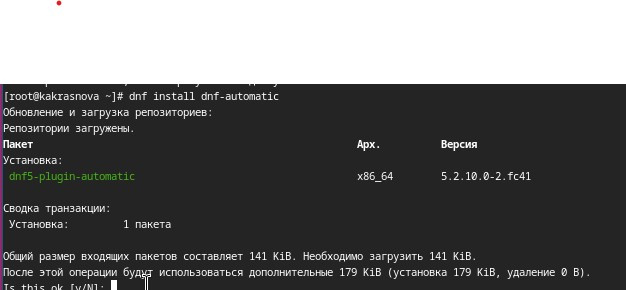 [root@kakrasnova ~]# dnf install dnf-automatic
Обновление и загрузка репозиториев:
Репозитории загружены.
Пакет Арх. Версия
Установка:
dnf5-plugin-automatic x86_64 5.2.10.0-2.fc41
Сводка транзакции:
Установка: 1 пакета
Общий размер входящих пакетов составляет 141 KiB. Необходимо загрузить 141 KiB.
После этой операции будут использоваться дополнительные 179 KiB (установка 179 KiB, удаление 0 B).
Is this ok [y/N]: